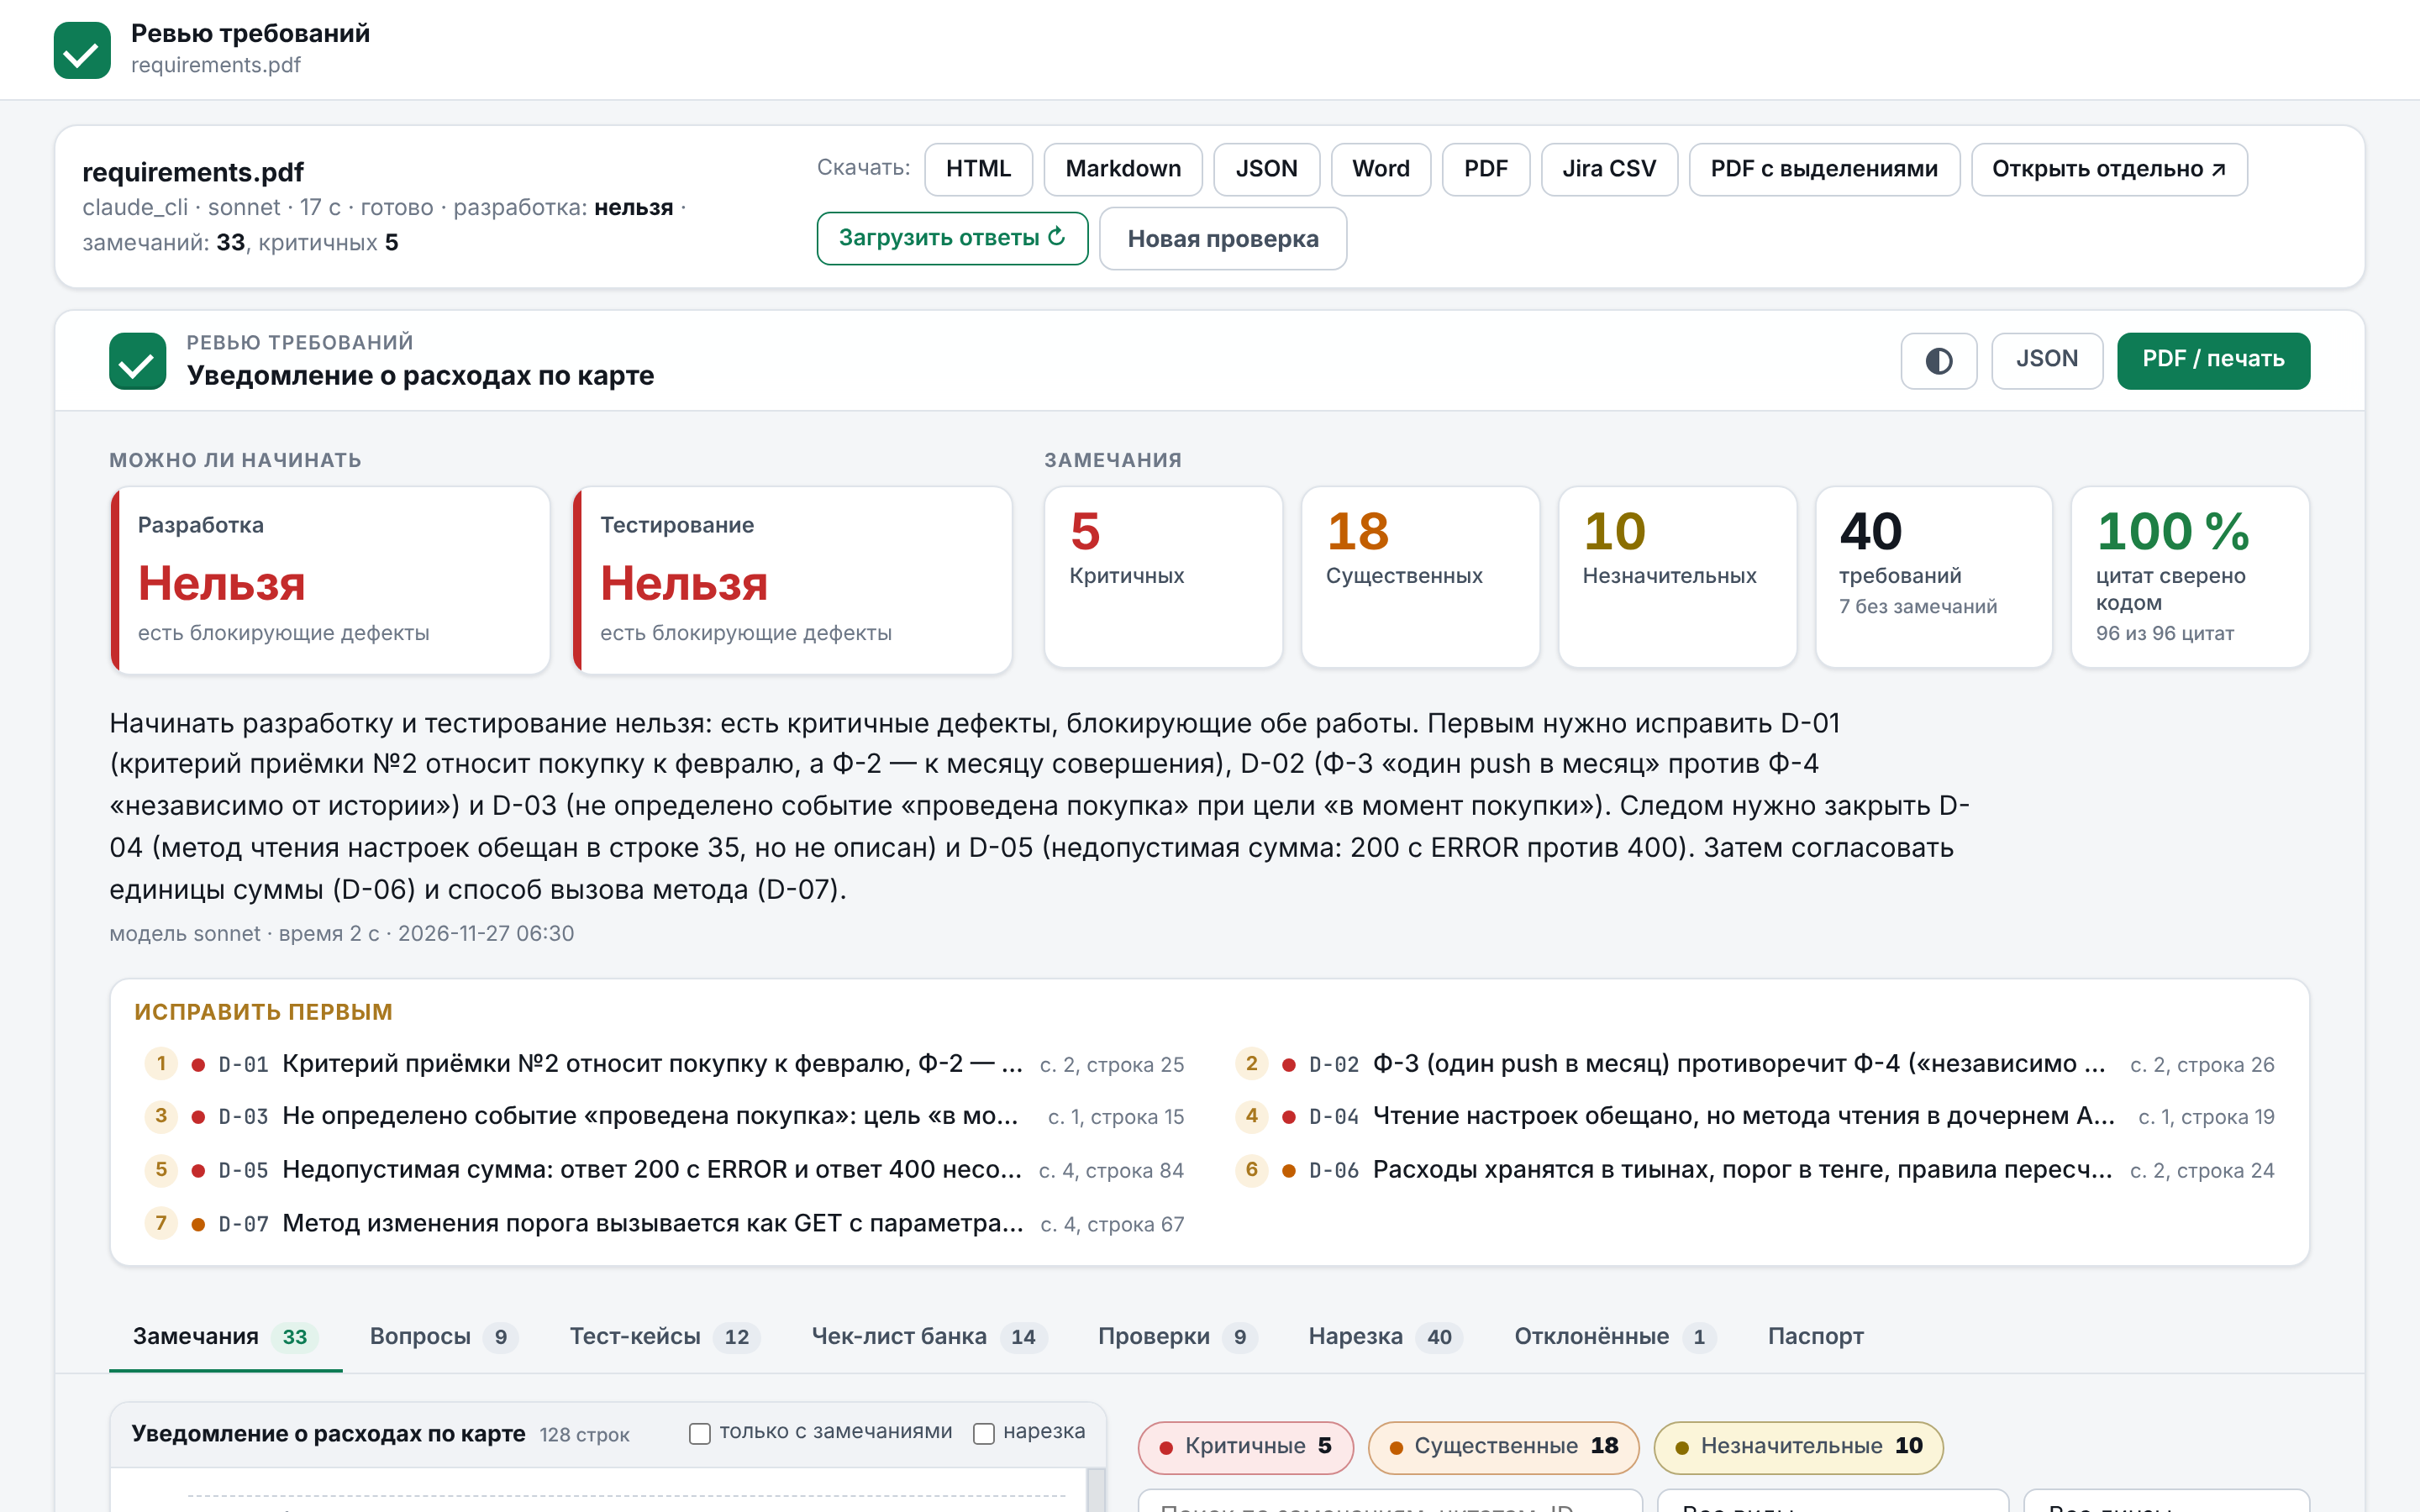 Ревью требований
requirements.pdf
requirements.pdf
claude_cli · sonnet · 17 с · готово · разработка: нельзя ·
замечаний: 33, критичных 5
Скачать: HTML Markdown JSON Word PDF Jira CSV PDF с выделениями Открыть отдельно ↗
Загрузить ответы ↻ Новая проверка
РЕВЬЮ ТРЕБОВАНИЙ
Уведомление о расходах по карте
JSON PDF / печать
МОЖНО ЛИ НАЧИНАТЬ
Разработка
Нельзя
есть блокирующие дефекты
Тестирование
Нельзя
есть блокирующие дефекты
ЗАМЕЧАНИЯ
5
Критичных
18
Существенных
10
Незначительных
40
требований
7 без замечаний
100 %
цитат сверено
кодом
96 из 96 цитат
Начинать разработку и тестирование нельзя: есть критичные дефекты, блокирующие обе работы. Первым нужно исправить D-01
(критерий приёмки №2 относит покупку к февралю, а Ф-2 — к месяцу совершения), D-02 (Ф-3 «один push в месяц» против Ф-4
«независимо от истории») и D-03 (не определено событие «проведена покупка» при цели «в момент покупки»). Следом нужно закрыть D-
04 (метод чтения настроек обещан в строке 35, но не описан) и D-05 (недопустимая сумма: 200 с ERROR против 400). Затем согласовать
единицы суммы (D-06) и способ вызова метода (D-07).
модель sonnet · время 2 с · 2026-11-27 06:30
ИСПРАВИТЬ ПЕРВЫМ
1 D-01 Критерий приёмки №2 относит покупку к февралю, Ф-2 — ... с. 2, строка 25
2 D-02 Ф-3 (один push в месяц) противоречит Ф-4 («независимо ... с. 2, строка 26
3 D-03 Не определено событие «проведена покупка»: цель «в мо... с. 1, строка 15
4 D-04 Чтение настроек обещано, но метода чтения в дочернем A... с. 1, строка 19
5 D-05 Недопустимая сумма: ответ 200 с ERROR и ответ 400 несо... с. 4, строка 84
6 D-06 Расходы хранятся в тиынах, порог в тенге, правила пересч... с. 2, строка 24
7 D-07 Метод изменения порога вызывается как GET с параметра... с. 4, строка 67
Замечания 33 Вопросы 9 Тест-кейсы 12 Чек-лист банка 14 Проверки 9 Нарезка 40 Отклонённые 1 Паспорт
Уведомление о расходах по карте 128 строк только с замечаниями нарезка
Критичные 5 Существенные 18 Незначительные 10